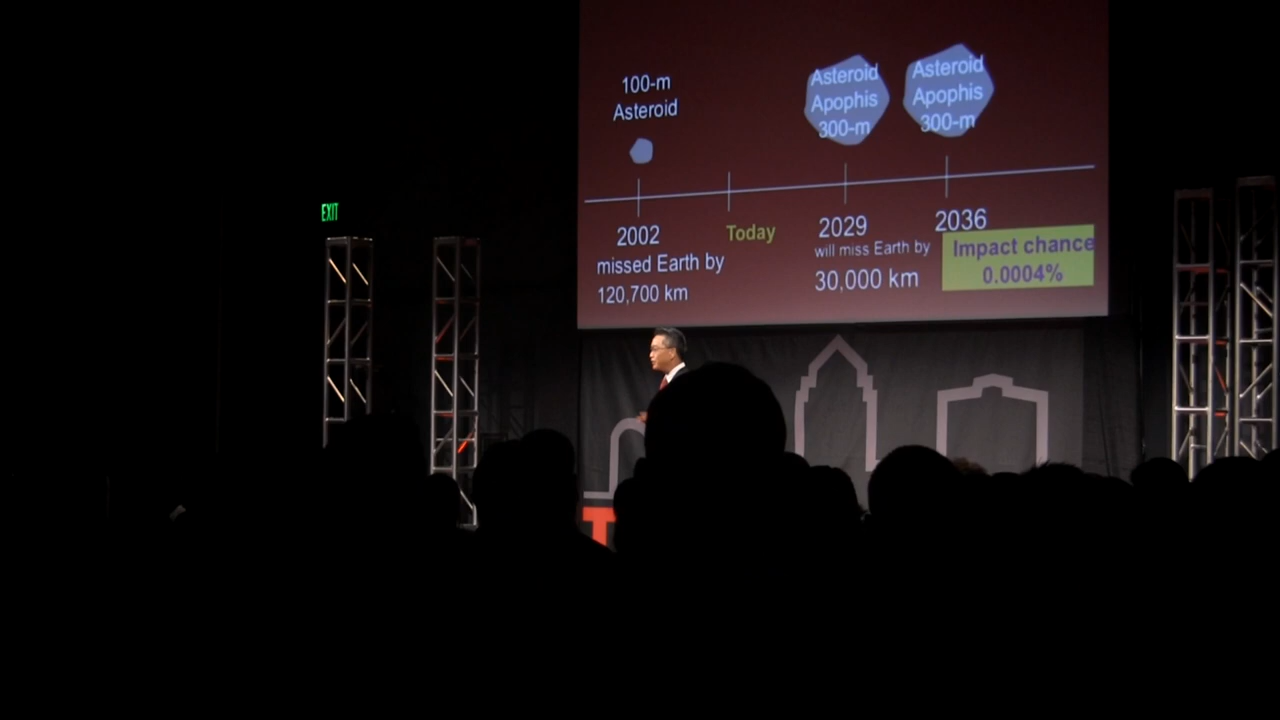 100-m
Asteroid
Asteroid
Apophis
300-m
Asteroid
Apophis
300-m
2002
missed Earth by
120,700 km
Today
2029
will miss Earth by
30,000 km
2036
Impact chance
0.0004%
EXIT
T